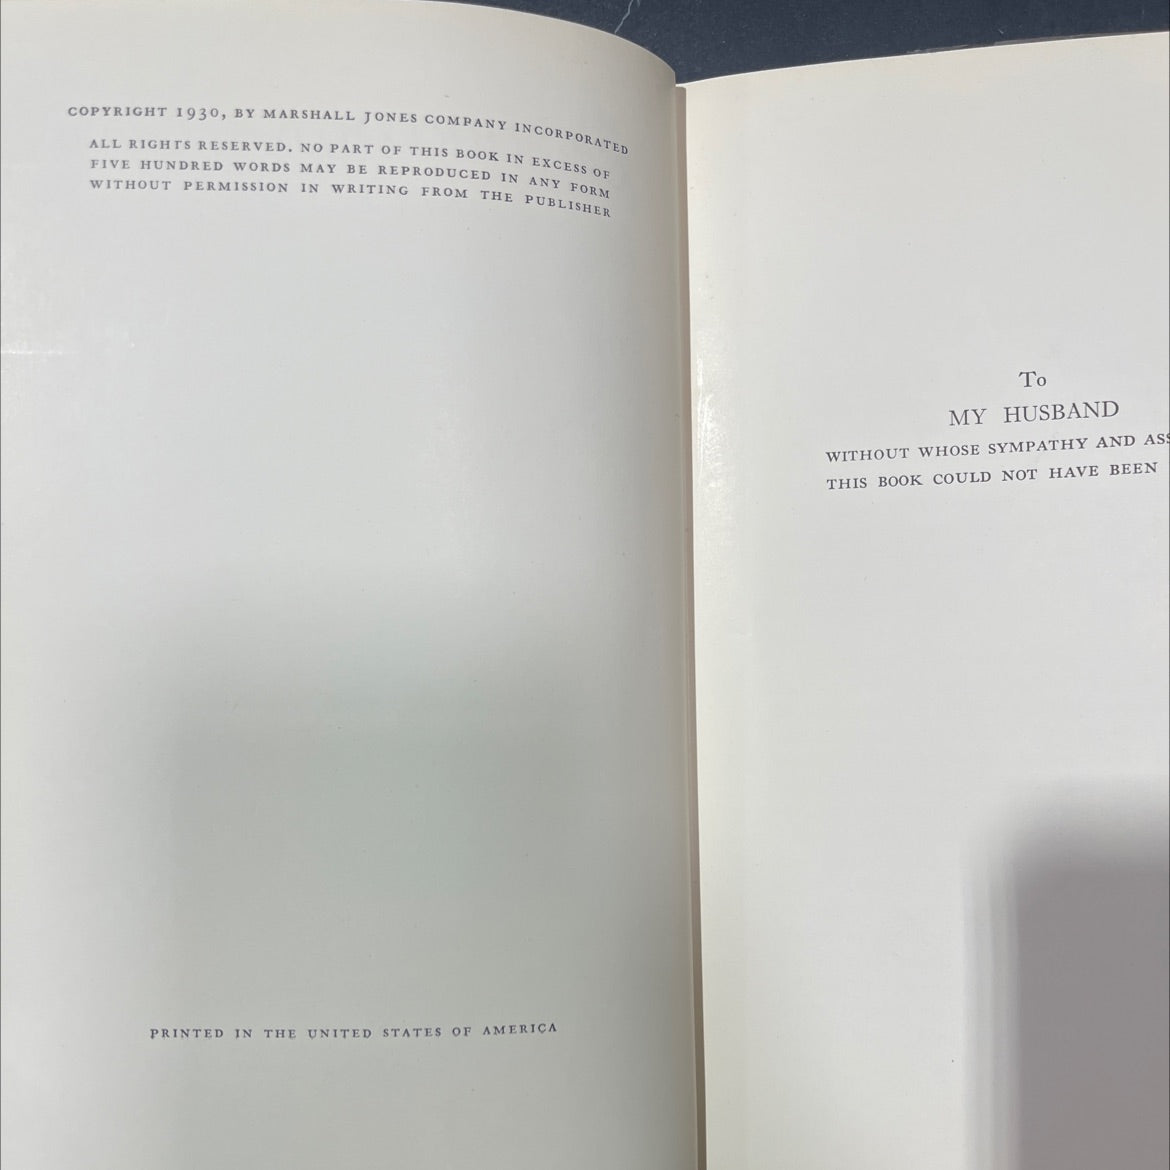 COPYRIGHT 1930, BY MARSHALL JONES COMPANY INCORPORATED
ALL RIGHTS RESERVED. NO PART OF THIS BOOK IN EXCESS OF
FIVE HUNDRED WORDS MAY BE REPRODUCED IN ANY FORM
WITHOUT PERMISSION IN WRITING FROM THE PUBLISHER
PRINTED IN THE UNITED STATES OF AMERICA
To
MY HUSBAND
WITHOUT WHOSE SYMPATHY AND
THIS BOOK COULD NOT HAVE BEEN